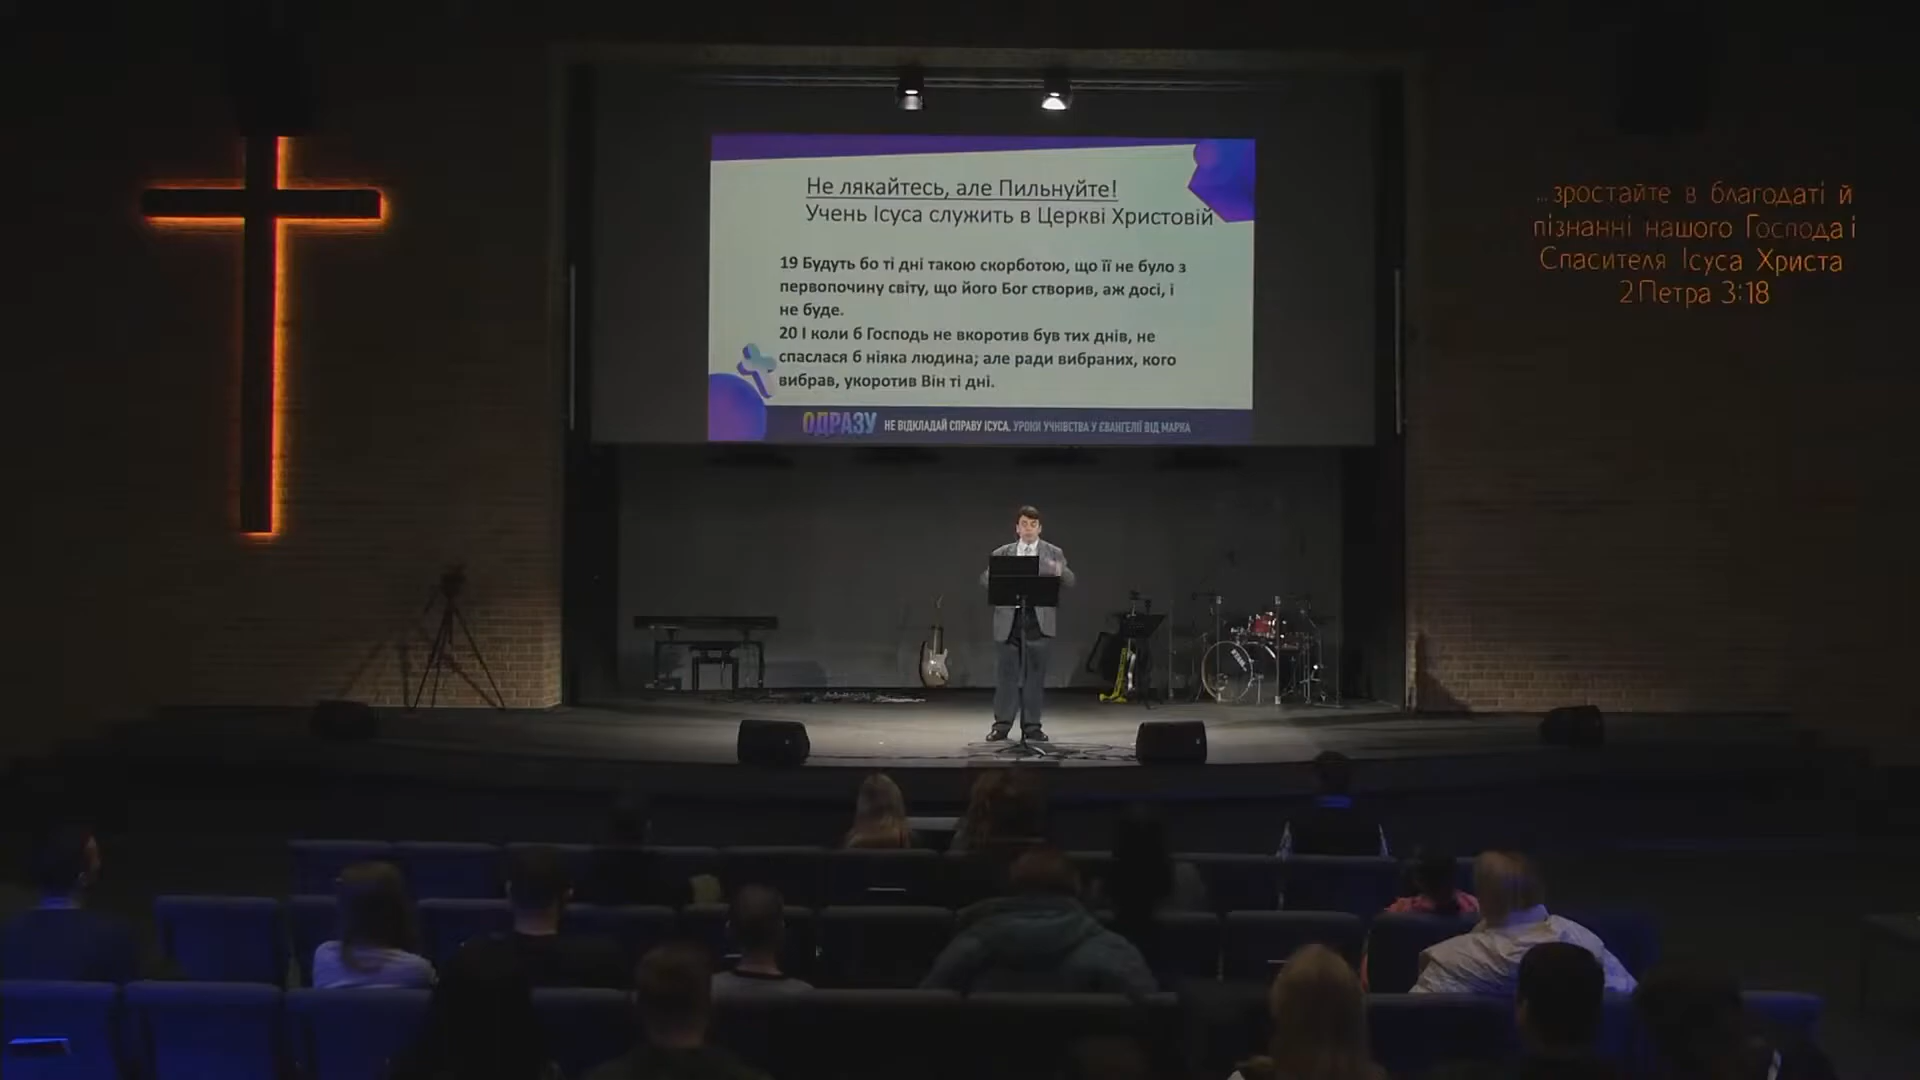 Не лякайтесь, але Пильнуйте!
Учень Ісуса служить в Церкві Христовій
19 Будуть бо ті дні такою скорботою, що її не було з
первопочину світу, що його Бог створив, аж досі, і
не буде.
20 І коли б Господь не вкоротив був тих днів, не
спаслася б ніяка людина; але ради вибраних, кого
вибрав, укоротив Він ті дні.
ОДРАЗУ НЕ ВІДКЛАДАЙ СПРАВУ ІСУСА. УРОКИ УЧНІВСТВА У ЄВАНГЕЛІЇ ВІД МАРКА
...зростайте в благодаті й
пізнанні нашого Господа і
Спасителя Ісуса Христа
2 Петра 3:18